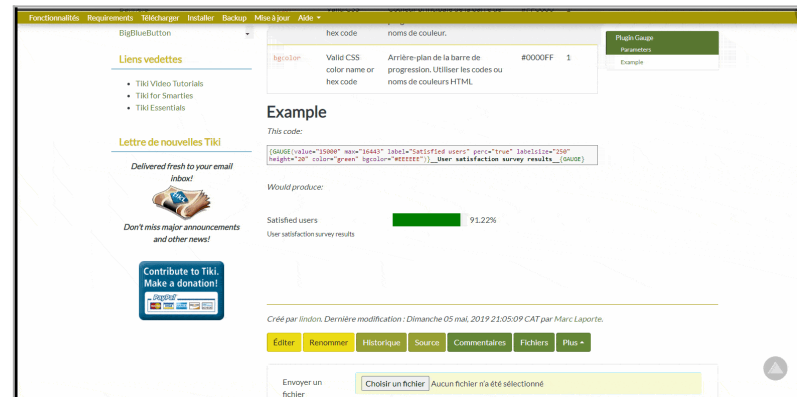 Fonctionnalités Requirements Télécharger Installer Backup Mise à jour Aide
BigBlueButton
Liens vedettes
Tiki Video Tutorials
Tiki for Smarties
Tiki Essentials
Lettre de nouvelles Tiki
Delivered fresh to your email
inbox!
Don't miss major announcements
and other news!
Contribute to Tiki.
Make a donation!
PayPal
hex code
noms de couleur.
bgcolor
Valid CSS
color name or
hex code
Arrière-plan de la barre de
progression. Utiliser les codes ou
noms de couleurs HTML
#0000FF
1
Example
This code:
{GAUGE(value="15000" max="16443" label="Satisfied users" perc="true" labelsize="250"
height="20" color="green" bgcolor="#EEEEEE")}__User satisfaction survey results__{GAUGE}
Would produce:
Satisfied users
91.22%
User satisfaction survey results
Créé par lindon. Dernière modification : Dimanche 05 mai, 2019 21:05:09 CAT par Marc Laporte.
Éditer Renommer Historique Source Commentaires Fichiers Plus
Envoyer un
fichier
Choisir un fichier Aucun fichier n'a été sélectionné
Plugin Gauge
Parameters
Example